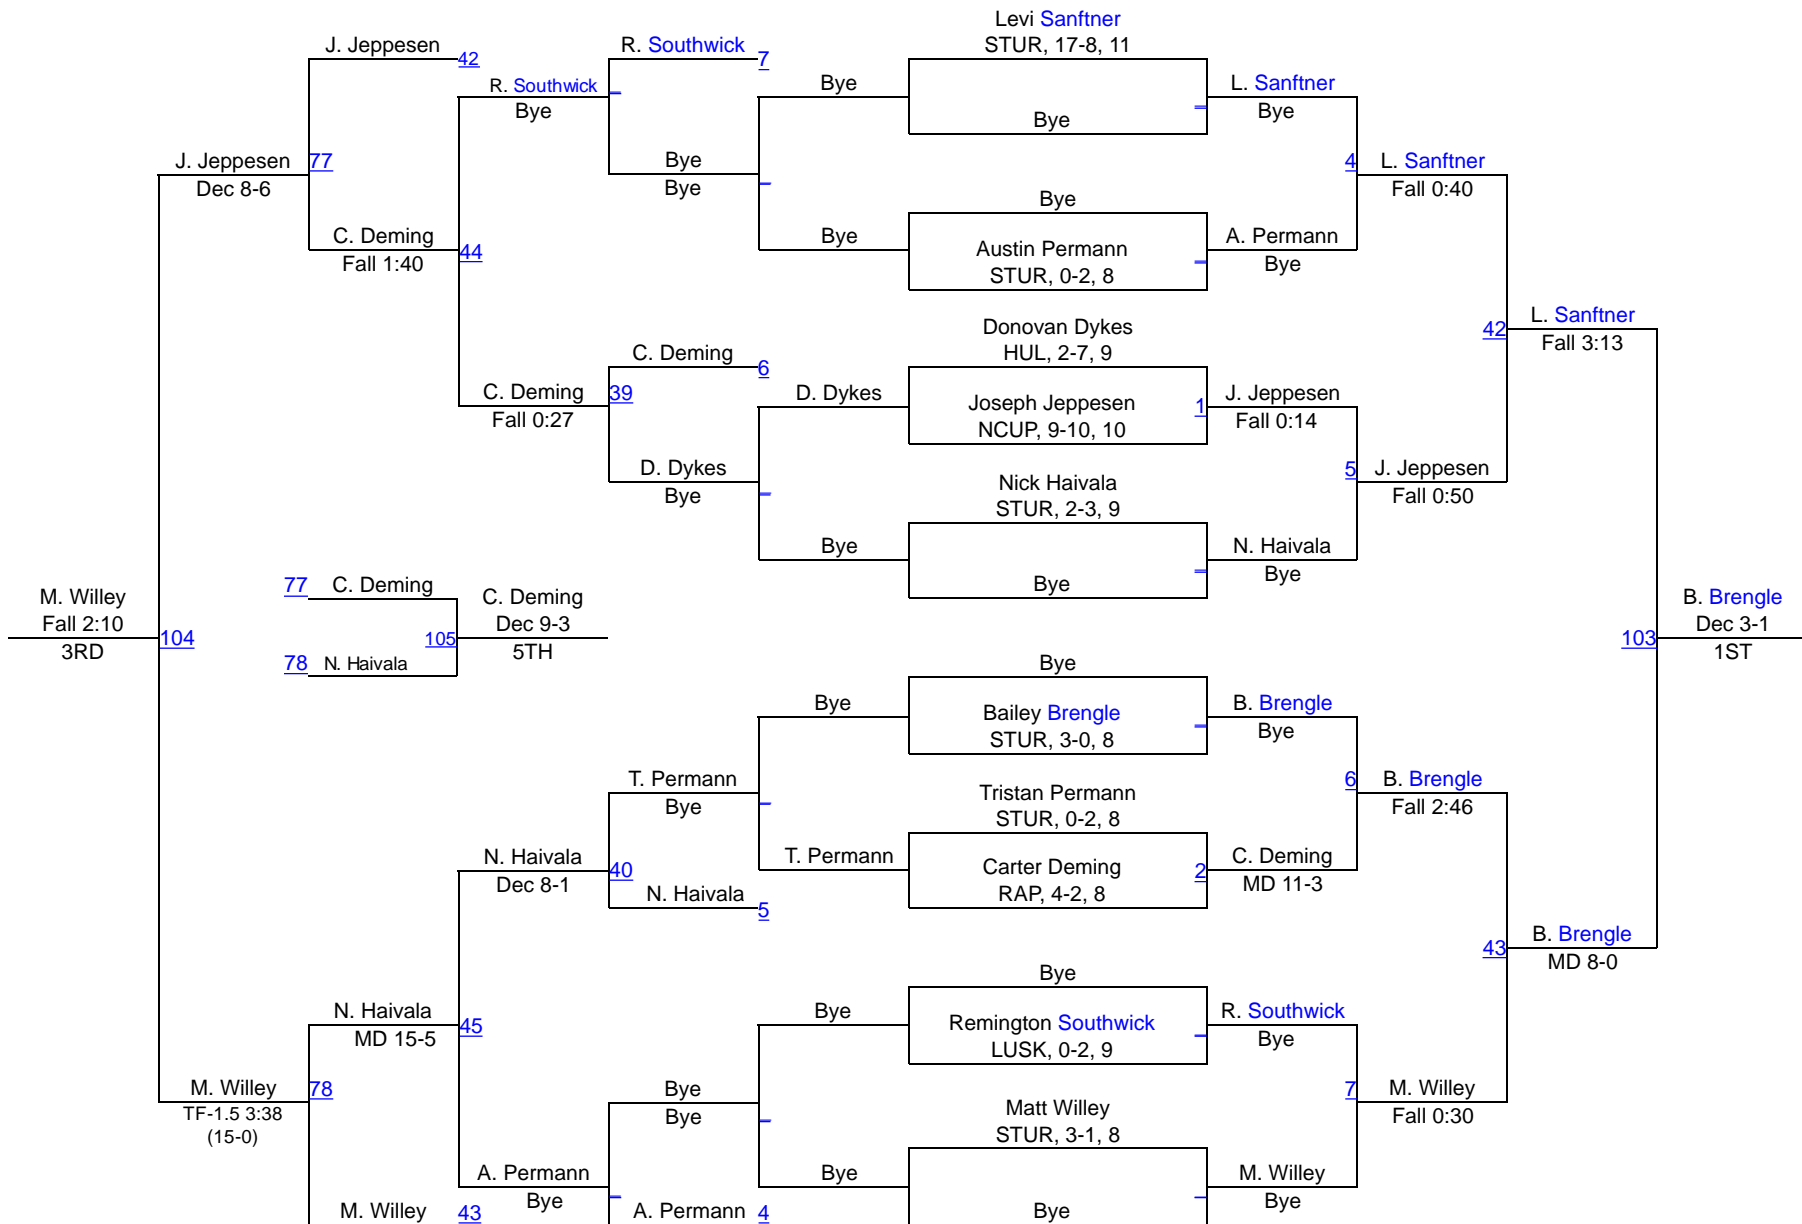 Levi Sanftner
J. Jeppesen
R. Southwick
STUR, 17-8, 11
42
7
R. Southwick
Bye
L. Sanftner
Bye
Bye
Bye
J. Jeppesen
77
Bye
4
L. Sanftner
Dec 8-6
Bye
Fall 0:40
Bye
C. Deming
44
Bye
Austin Permann
A. Permann
Fall 1:40
STUR, 0-2, 8
Bye
Donovan Dykes
L. Sanftner
C. Deming
HUL, 2-7, 9
42
Fall 3:13
6
C. Deming
39
D. Dykes
Joseph Jeppesen
1
J. Jeppesen
Fall 0:27
NCUP, 9-10, 10
Fall 0:14
D. Dykes
Nick Haivala
5
J. Jeppesen
Bye
STUR, 2-3, 9
Fall 0:50
Bye
N. Haivala
Bye
Bye
77
C. Deming
C. Deming
M. Willey
B. Brengle
Fall 2:10
Dec 9-3
Dec 3-1
3RD
104
105
5TH
103
1ST
78
N. Haivala
Bye
Bye
Bailey Brengle
B. Brengle
STUR, 3-0, 8
Bye
T. Permann
Tristan Permann
6
B. Brengle
Bye
STUR, 0-2, 8
Fall 2:46
N. Haivala
40
T. Permann
Carter Deming
2
C. Deming
Dec 8-1
RAP, 4-2, 8
MD 11-3
N. Haivala
5
43
B. Brengle
MD 8-0
Bye
N. Haivala
45
Bye
Remington Southwick
R. Southwick
MD 15-5
LUSK, 0-2, 9
Bye
M. Willey
78
Bye
7
M. Willey
TF-1.5 3:38
Bye
Matt Willey
Fall 0:30
(15-0)
STUR, 3-1, 8
A. Permann
Bye
M. Willey
Bye
Bye
M. Willey
43
A. Permann
4
Bye